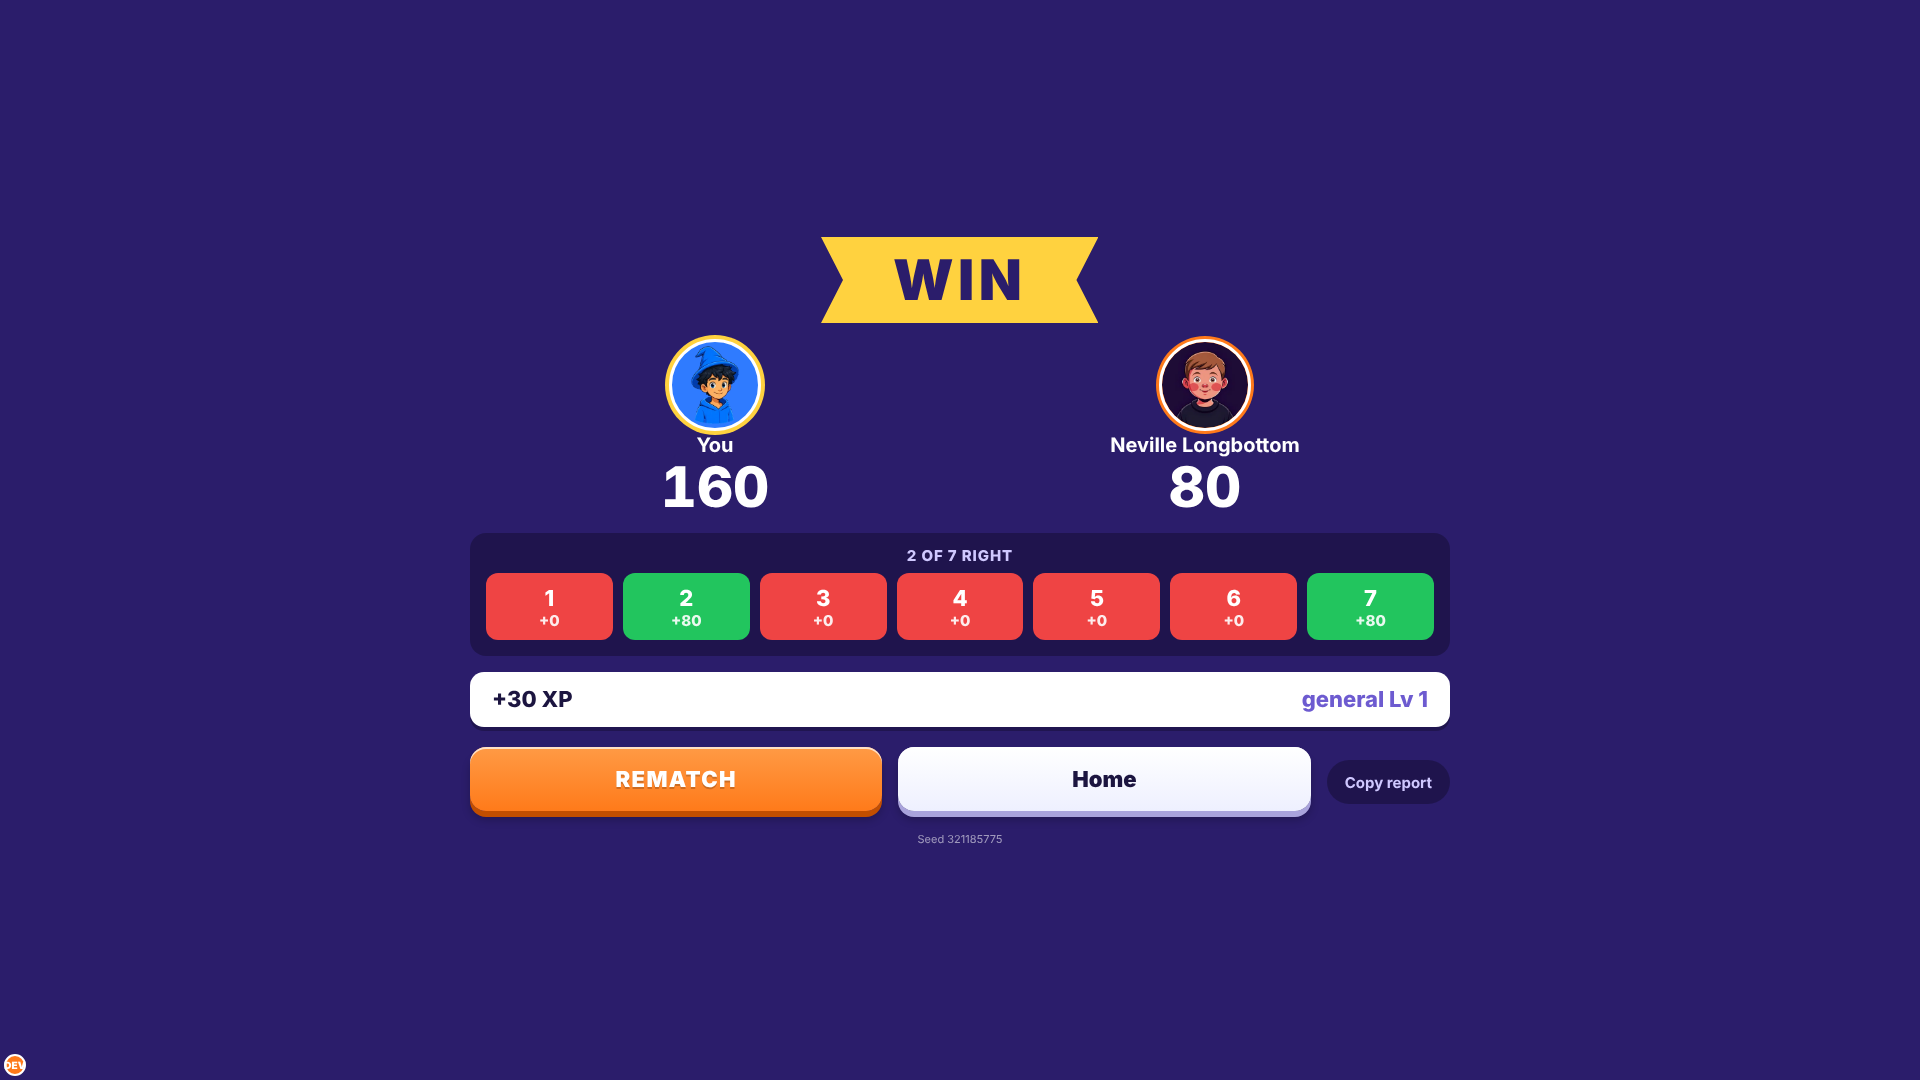 WIN
You
Neville Longbottom
160
80
2 OF 7 RIGHT
1
+0
2
+80
3
+0
4
+0
5
+0
6
+0
7
+80
+30 XP
general Lv 1
REMATCH
Home
Copy report
Seed 321185775
DEV